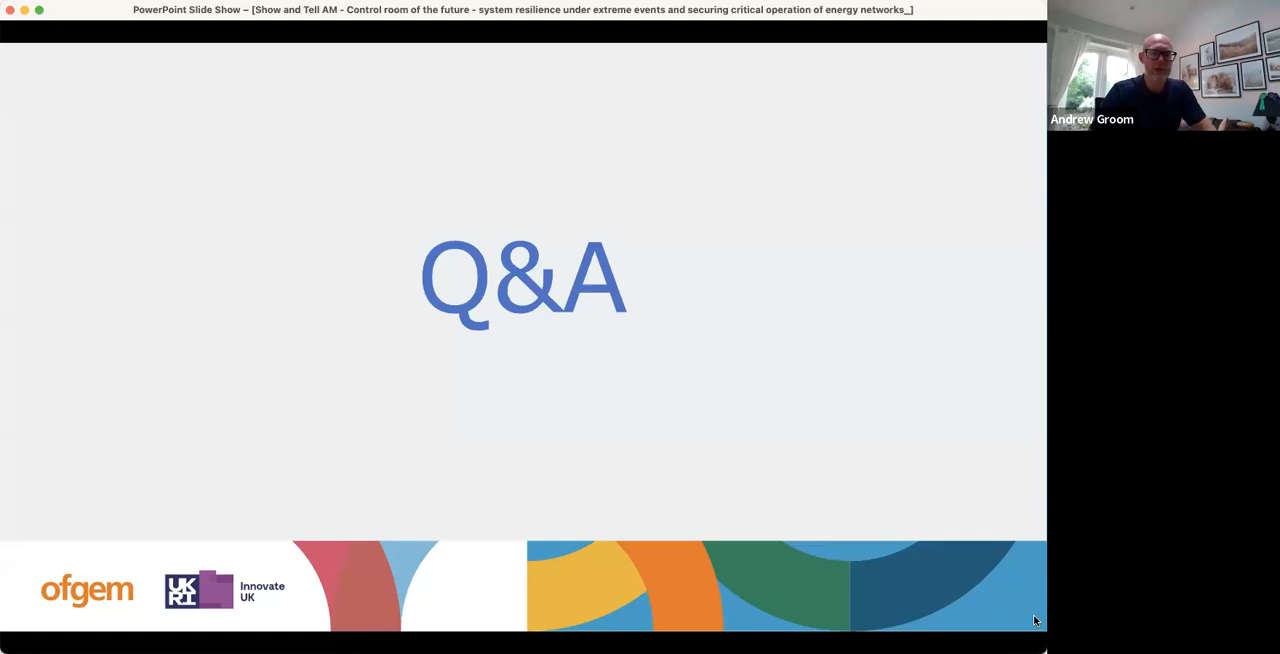 PowerPoint Slide Show – [Show and Tell AM - Control room of the future - system resilience under extreme events and securing critical operation of energy networks_]
Andrew Groom
Q&A
ofgem
UK
RI
Innovate
UK